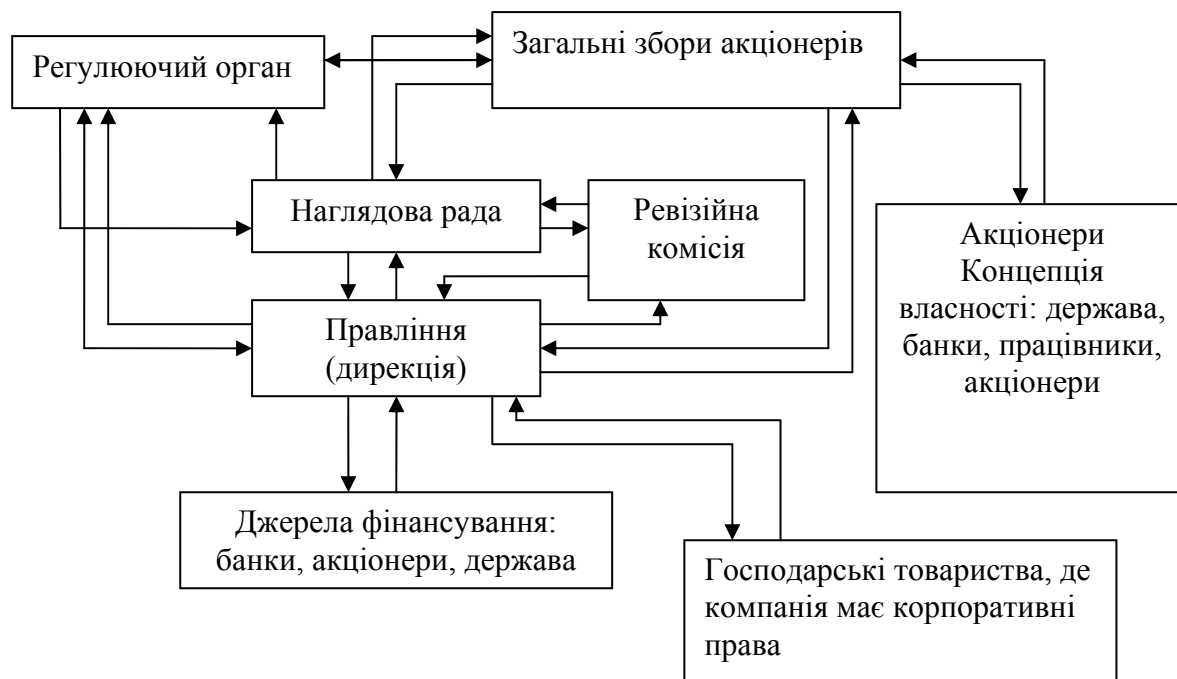 Регулюючий орган
Загальні збори акціонерів
Наглядова рада
Ревізійна
комісія
Акціонери
Концепція
власності: держава,
банки, працівники,
акціонери
Правління
(дирекція)
Джерела фінансування:
банки, акціонери, держава
Господарські товариства, де
компанія має корпоративні
права